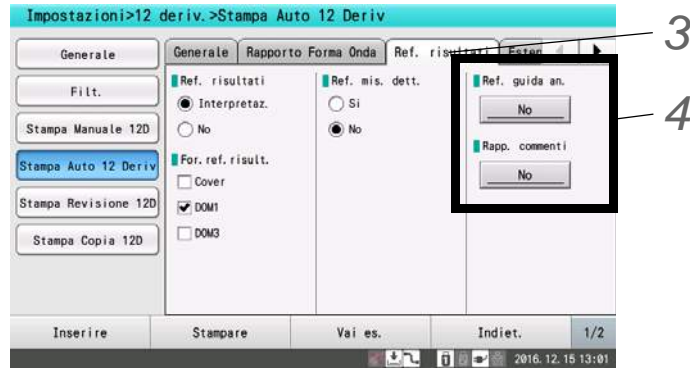 Impostazioni>12 deriv.>Stampa Auto 12 Deriv
Generale
Filt.
Stampa Manuale 12D
Stampa Auto 12 Deriv
Stampa Revisione 12D
Stampa Copia 12D
Generale Rapporto Forma Onda Ref. risultati Esten
Ref. risultati
Interpretaz.
No
For. ref. risult.
Cover
DOM1
DOM3
Ref. mis. dett.
Si
No
Ref. guida an.
No
Rapp. commenti
No
3
4
Inserire Stampare Vai es. Indiet. 1/2
2016. 12. 15 13:01